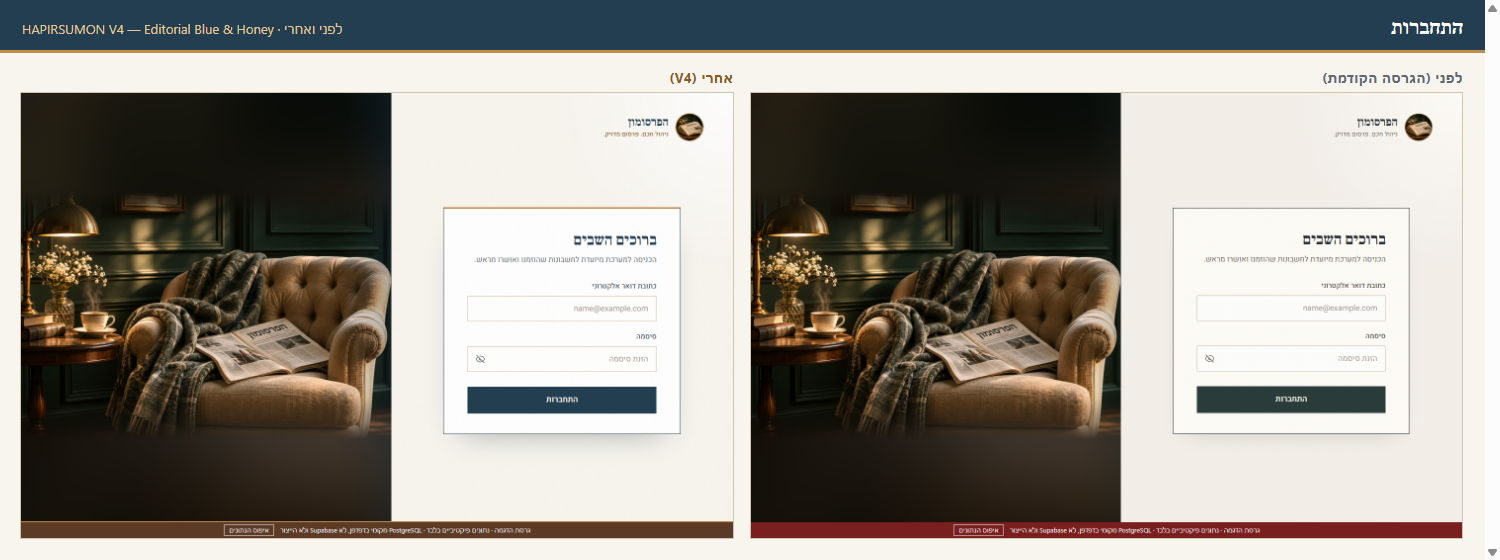 התחברות
HAPIRSUMON V4 — Editorial Blue & Honey · לפני ואחרי
לפני (הגרסה הקודמת)
הפרסומון
ניהול חכם. פרסום מדויק.
ברוכים השבים
הכניסה למערכת מיועדת לחשבונות שהוזמנו ואושרו מראש.
כתובת דואר אלקטרוני
name@example.com
סיסמה
הזנת סיסמה
התחברות
הפרסומון
גרסת הדגמה · נתונים פיקטיביים בלבד · PostgreSQL מקומי בדפדפן, לא Supabase ולא הייצור
איפוס הנתונים
אחרי (V4)
הפרסומון
ניהול חכם. פרסום מדויק.
ברוכים השבים
הכניסה למערכת מיועדת לחשבונות שהוזמנו ואושרו מראש.
כתובת דואר אלקטרוני
name@example.com
סיסמה
הזנת סיסמה
התחברות
הפרסומון
גרסת הדגמה · נתונים פיקטיביים בלבד · PostgreSQL מקומי בדפדפן, לא Supabase ולא הייצור
איפוס הנתונים